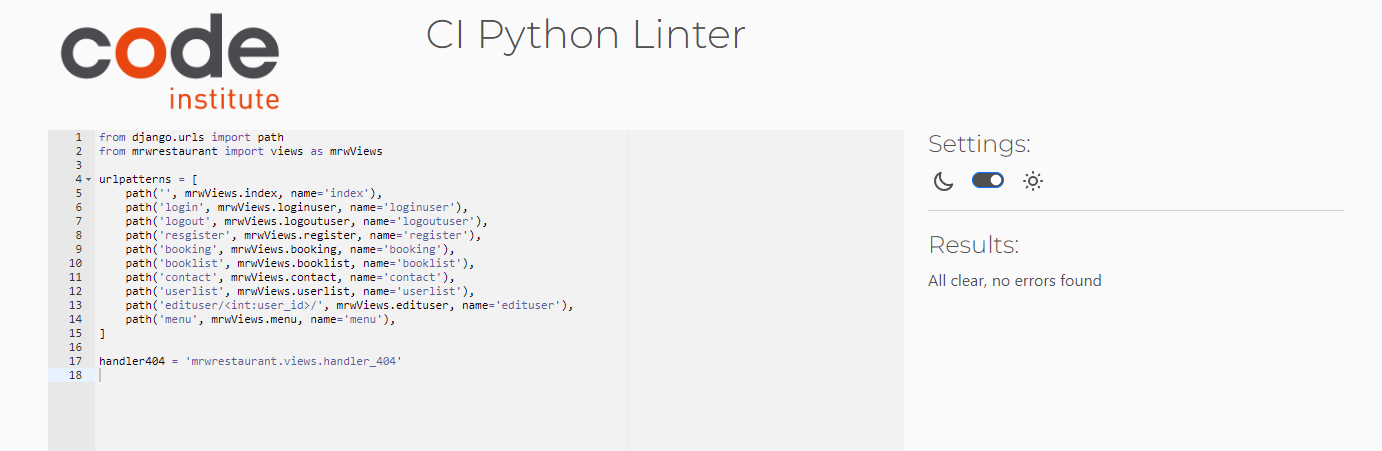 code
institute
CI Python Linter
1 from django.urls import path
2 from mrwrestaurant import views as mrwViews
3
4 urlpatterns = [
5     path('', mrwViews.index, name='index'),
6     path('login', mrwViews.loginuser, name='loginuser'),
7     path('logout', mrwViews.logoutuser, name='logoutuser'),
8     path('resgister', mrwViews.register, name='register'),
9     path('booking', mrwViews.booking, name='booking'),
10     path('booklist', mrwViews.booklist, name='booklist'),
11     path('contact', mrwViews.contact, name='contact'),
12     path('userlist', mrwViews.userlist, name='userlist'),
13     path('edituser/<int:user_id>/', mrwViews.edituser, name='edituser'),
14     path('menu', mrwViews.menu, name='menu'),
15 ]
16
17 handler404 = 'mrwrestaurant.views.handler_404'
18
Settings:
Results:
All clear, no errors found